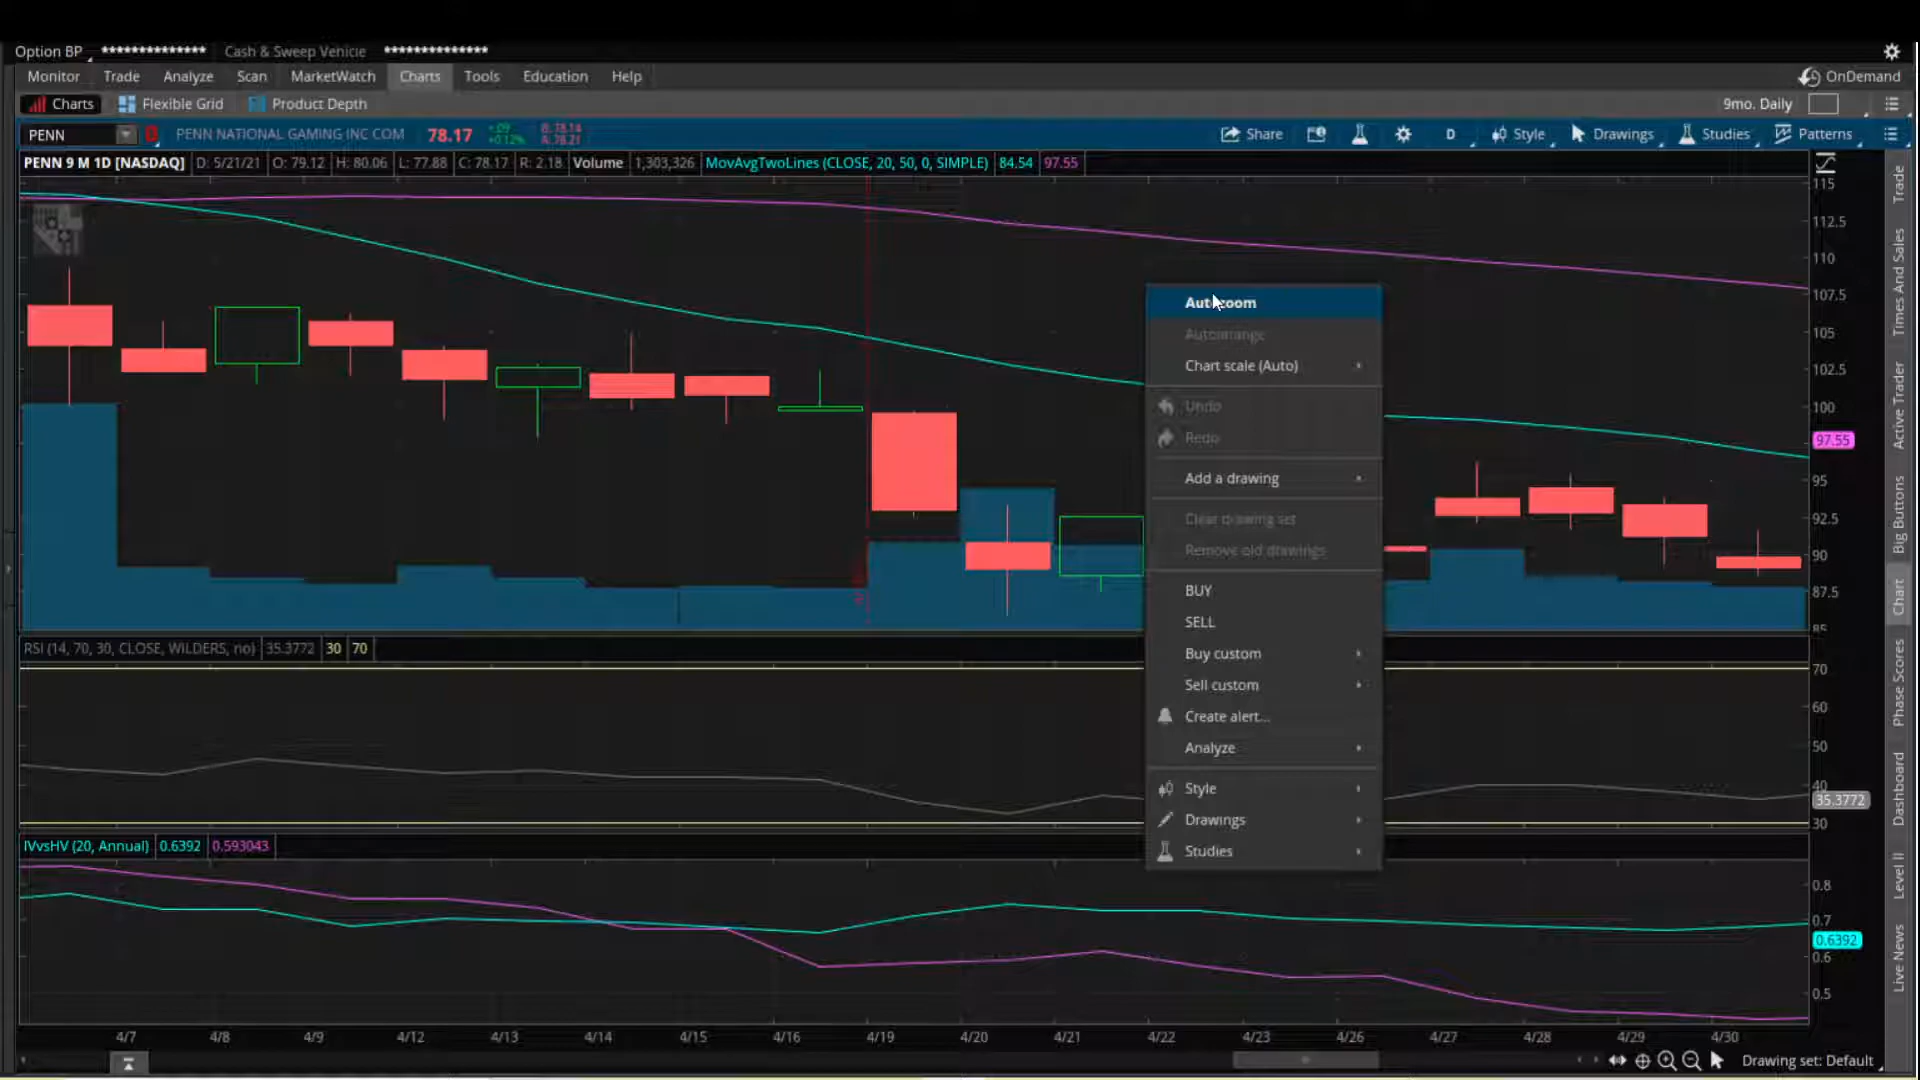 Option BP ************** Cash & Sweep Vehicle **************
Monitor Trade Analyze Scan MarketWatch Charts Tools Education Help OnDemand
Charts Flexible Grid Product Depth 9mo. Daily
PENN PENN NATIONAL GAMING INC COM 78.17 +.09 +0.12% B: 78.14 A: 78.21 Share D Style Drawings Studies Patterns
PENN 9 M 1D [NASDAQ] D: 5/21/21 O: 79.12 H: 80.06 L: 77.88 C: 78.17 R: 2.18 Volume 1,303,326 MovAvgTwoLines (CLOSE, 20, 50, 0, SIMPLE) 84.54 97.55
115
112.5
110
107.5
105
102.5
100
97.55
95
92.5
90
87.5
85
Autozoom
Autoarrange
Chart scale (Auto)
Undo
Redo
Add a drawing
Clear drawing set
Remove old drawings
BUY
SELL
Buy custom
Sell custom
Create alert...
Analyze
Style
Drawings
Studies
RSI (14, 70, 30, CLOSE, WILDERS, no) 35.3772 30 70
70
60
50
40
35.3772
30
IVvsHV (20, Annual) 0.6392 0.593043
0.8
0.7
0.6392
0.6
0.5
4/7 4/8 4/9 4/12 4/13 4/14 4/15 4/16 4/19 4/20 4/21 4/22 4/23 4/26 4/27 4/28 4/29 4/30
Drawing set: Default
Trade
Times And Sales
Active Trader
Big Buttons
Chart
Phase Scores
Dashboard
Level II
Live News